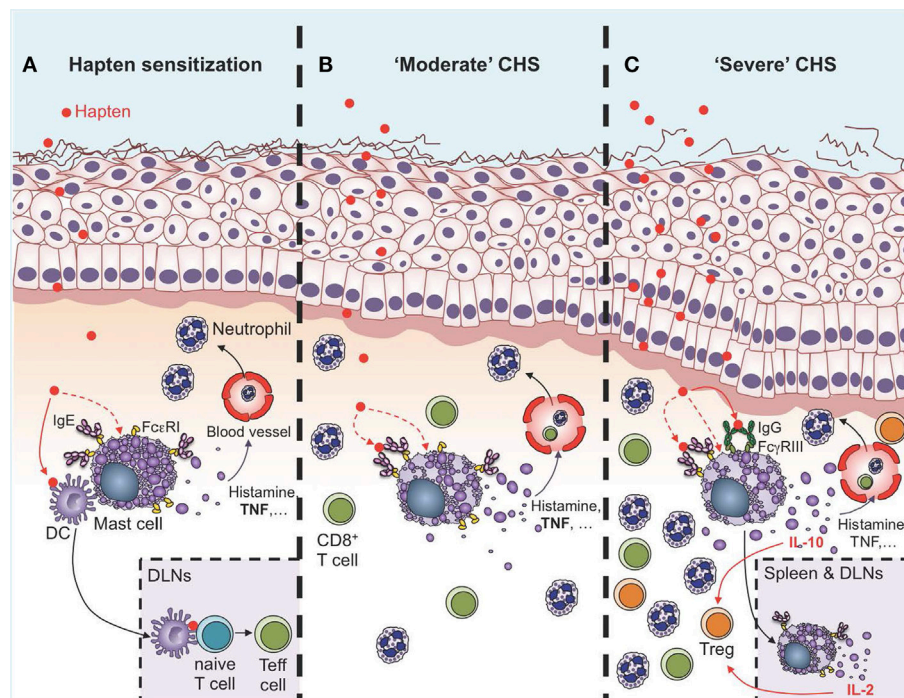 A
Hapten sensitization
Hapten
Neutrophil
IgE
FcεRI
Blood vessel
Mast cell
DC
Histamine,
TNF,...
DLNs
naive
T cell
Teff
cell
B
'Moderate' CHS
CD8+
T cell
Histamine,
TNF, ...
C
'Severe' CHS
IgG
FcγRIII
Histamine,
TNF,...
IL-10
Treg
Spleen & DLNs
IL-2